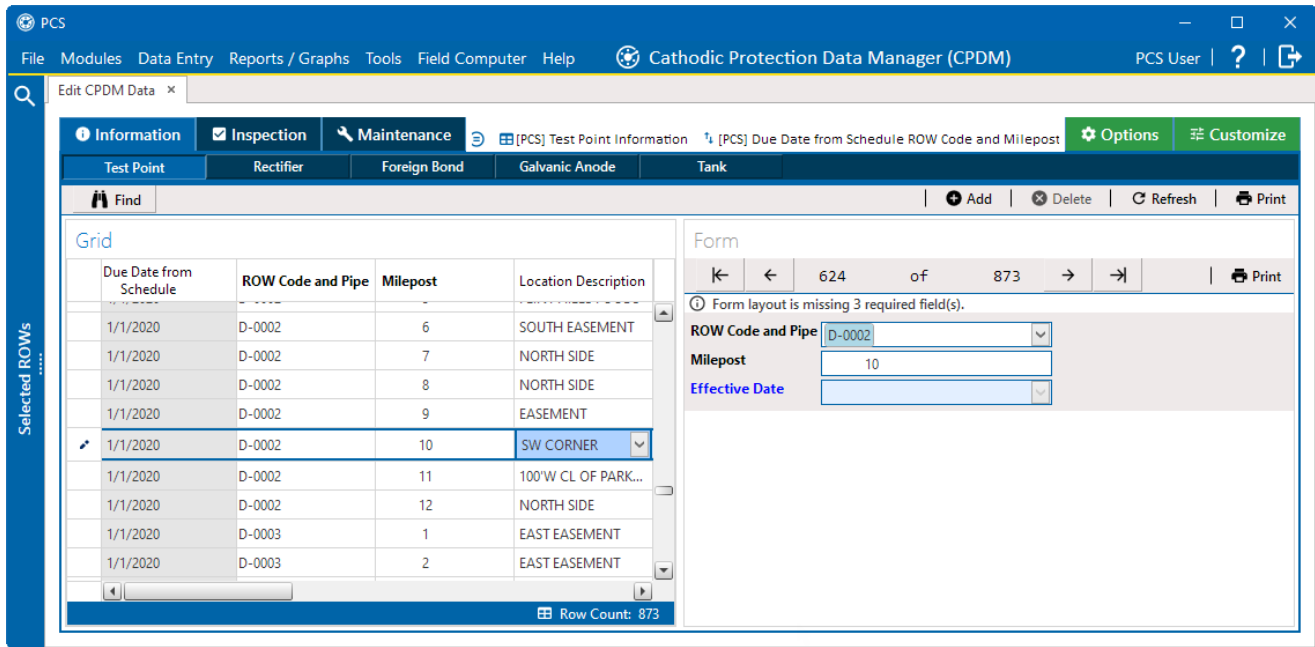 PCS
File Modules Data Entry Reports / Graphs Tools Field Computer Help Cathodic Protection Data Manager (CPDM) PCS User | ? |
Edit CPDM Data ×
Information Inspection Maintenance [PCS] Test Point Information [PCS] Due Date from Schedule ROW Code and Milepost Options Customize
Test Point Rectifier Foreign Bond Galvanic Anode Tank
Find | Add | Delete | Refresh | Print
Selected ROWs
Grid
Due Date from Schedule ROW Code and Pipe Milepost Location Description
1/1/2020 D-0002 6 SOUTH EASEMENT
1/1/2020 D-0002 7 NORTH SIDE
1/1/2020 D-0002 8 NORTH SIDE
1/1/2020 D-0002 9 EASEMENT
1/1/2020 D-0002 10 SW CORNER
1/1/2020 D-0002 11 100'W CL OF PARK...
1/1/2020 D-0002 12 NORTH SIDE
1/1/2020 D-0003 1 EAST EASEMENT
1/1/2020 D-0003 2 EAST EASEMENT
Row Count: 873
Form
624 of 873 | Print
Form layout is missing 3 required field(s).
ROW Code and Pipe D-0002
Milepost 10
Effective Date